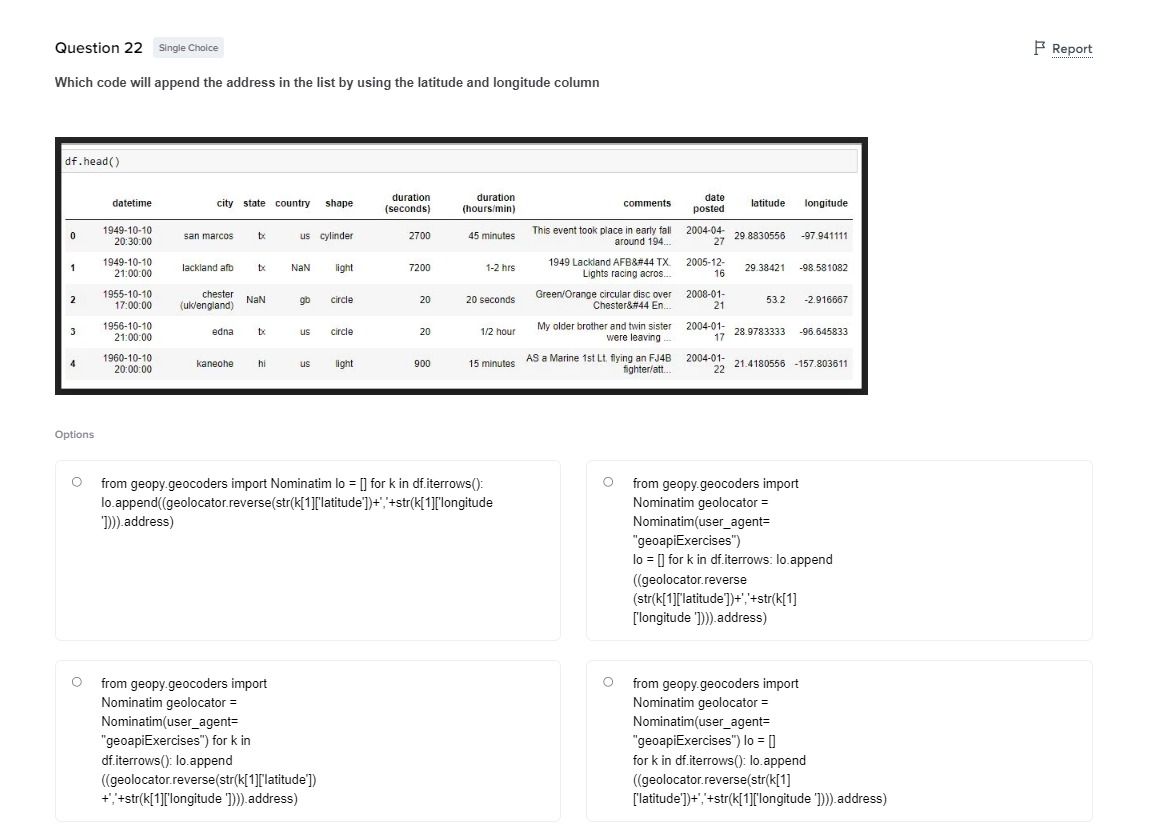 Question 22 Single Choice
Report
Which code will append the address in the list by using the latitude and longitude column
df.head()
datetime city state country shape duration (seconds) duration (hours/min) comments date posted latitude longitude
0 1949-10-10 20:30:00 san marcos tx us cylinder 2700 45 minutes This event took place in early fall around 194... 2004-04-27 29.8830556 -97.941111
1 1949-10-10 21:00:00 lackland afb tx NaN light 7200 1-2 hrs 1949 Lackland AFB&#44 TX. Lights racing acros... 2005-12-16 29.38421 -98.581082
2 1955-10-10 17:00:00 chester (uk/england) NaN gb circle 20 20 seconds Green/Orange circular disc over Chester&#44 En... 2008-01-21 53.2 -2.916667
3 1956-10-10 21:00:00 edna tx us circle 20 1/2 hour My older brother and twin sister were leaving ... 2004-01-17 28.9783333 -96.645833
4 1960-10-10 20:00:00 kaneohe hi us light 900 15 minutes AS a Marine 1st Lt. flying an FJ4B fighter/att... 2004-01-22 21.4180556 -157.803611
Options
from geopy.geocoders import Nominatim lo = [] for k in df.iterrows():
lo.append((geolocator.reverse(str(k[1]['latitude'])+','+str(k[1]['longitude
']))).address)
from geopy.geocoders import
Nominatim geolocator =
Nominatim(user_agent=
"geoapiExercises")
lo = [] for k in df.iterrows: lo.append
((geolocator.reverse
(str(k[1]['latitude'])+','+str(k[1]
['longitude ']))).address)
from geopy.geocoders import
Nominatim geolocator =
Nominatim(user_agent=
"geoapiExercises") for k in
df.iterrows(): lo.append
((geolocator.reverse(str(k[1]['latitude'])
+','+str(k[1]['longitude ']))).address)
from geopy.geocoders import
Nominatim geolocator =
Nominatim(user_agent=
"geoapiExercises") lo = []
for k in df.iterrows(): lo.append
((geolocator.reverse(str(k[1]
['latitude'])+','+str(k[1]['longitude ']))).address)